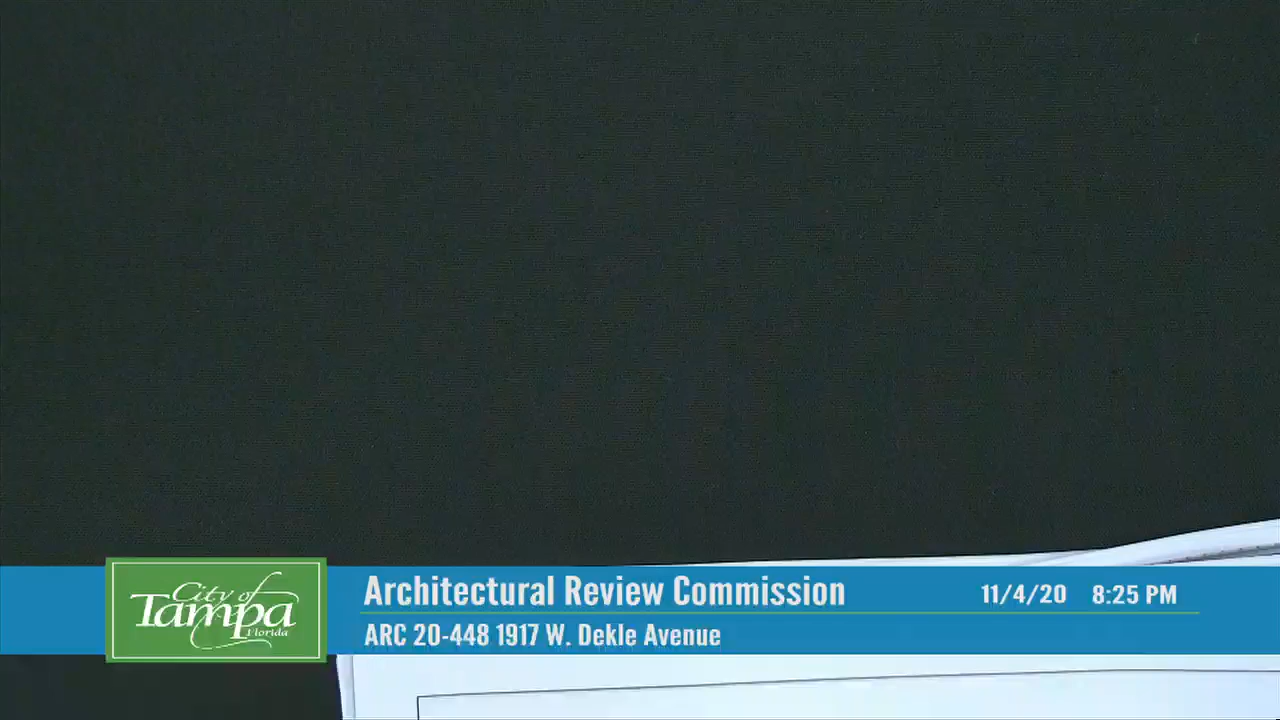 City of
Tampa
Florida
Architectural Review Commission
11/4/20 8:25 PM
ARC 20-448 1917 W. Dekle Avenue